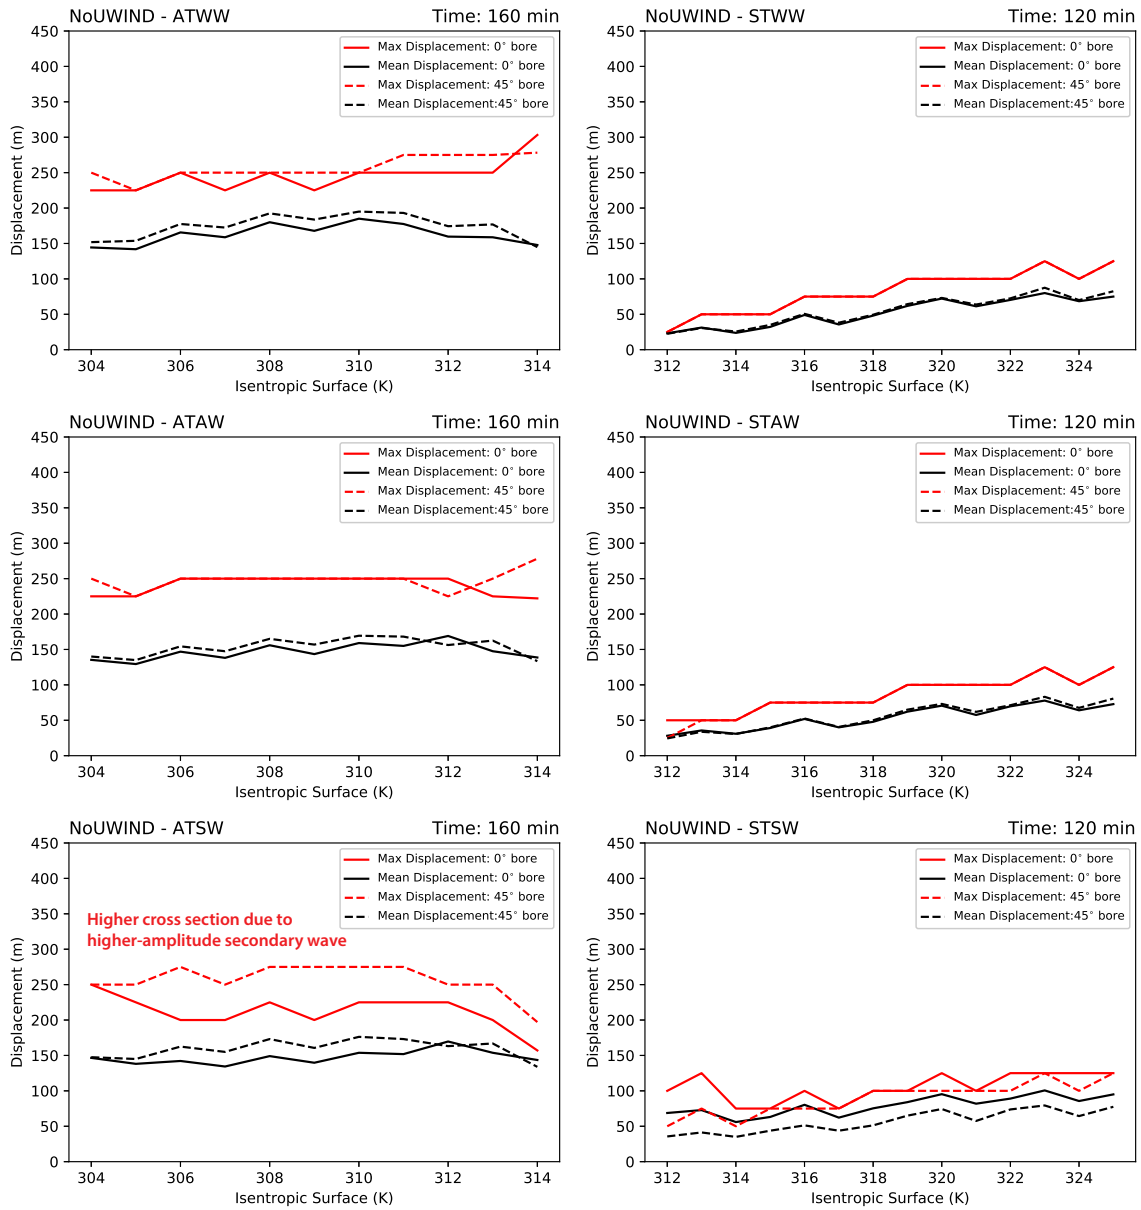 NoUWIND - ATWW Time: 160 min
450
400
350
300
250
200
150
100
50
0
Displacement (m)
Max Displacement: 0° bore
Mean Displacement: 0° bore
Max Displacement: 45° bore
Mean Displacement:45° bore
304 306 308 310 312 314
Isentropic Surface (K)
NoUWIND - STWW Time: 120 min
450
400
350
300
250
200
150
100
50
0
Displacement (m)
Max Displacement: 0° bore
Mean Displacement: 0° bore
Max Displacement: 45° bore
Mean Displacement:45° bore
312 314 316 318 320 322 324
Isentropic Surface (K)
NoUWIND - ATAW Time: 160 min
450
400
350
300
250
200
150
100
50
0
Displacement (m)
Max Displacement: 0° bore
Mean Displacement: 0° bore
Max Displacement: 45° bore
Mean Displacement:45° bore
304 306 308 310 312 314
Isentropic Surface (K)
NoUWIND - STAW Time: 120 min
450
400
350
300
250
200
150
100
50
0
Displacement (m)
Max Displacement: 0° bore
Mean Displacement: 0° bore
Max Displacement: 45° bore
Mean Displacement:45° bore
312 314 316 318 320 322 324
Isentropic Surface (K)
NoUWIND - ATSW Time: 160 min
450
400
350
300
250
200
150
100
50
0
Displacement (m)
Max Displacement: 0° bore
Mean Displacement: 0° bore
Max Displacement: 45° bore
Mean Displacement:45° bore
Higher cross section due to
higher-amplitude secondary wave
304 306 308 310 312 314
Isentropic Surface (K)
NoUWIND - STSW Time: 120 min
450
400
350
300
250
200
150
100
50
0
Displacement (m)
Max Displacement: 0° bore
Mean Displacement: 0° bore
Max Displacement: 45° bore
Mean Displacement:45° bore
312 314 316 318 320 322 324
Isentropic Surface (K)